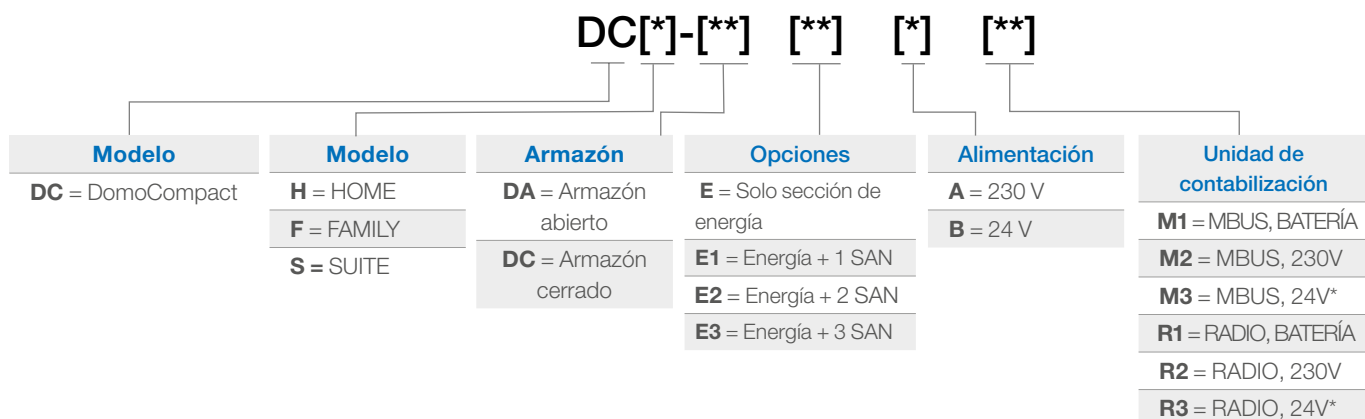 DC[*]-[**] [**] [*] [**]
Modelo
DC = DomoCompact
Modelo
H = HOME
F = FAMILY
S = SUITE
Armazón
DA = Armazón
abierto
DC = Armazón
cerrado
Opciones
E = Solo sección de
energía
E1 = Energía + 1 SAN
E2 = Energía + 2 SAN
E3 = Energía + 3 SAN
Alimentación
A = 230 V
B = 24 V
Unidad de
contabilización
M1 = MBUS, BATERÍA
M2 = MBUS, 230V
M3 = MBUS, 24V*
R1 = RADIO, BATERÍA
R2 = RADIO, 230V
R3 = RADIO, 24V*